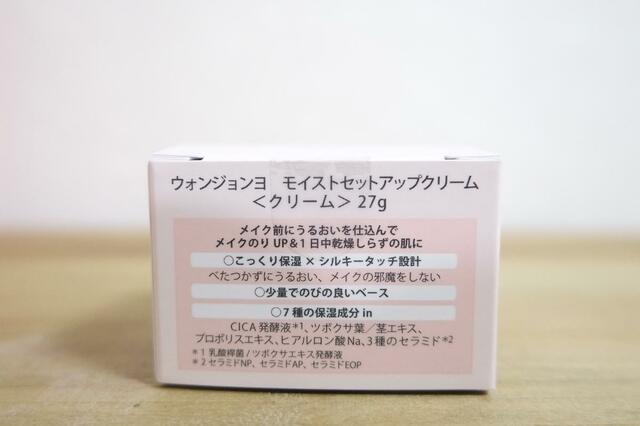 ウォンジョンヨ　モイストセットアップクリーム
＜クリーム＞ 27g
メイク前にうるおいを仕込んで
メイクのりUP＆1日中乾燥しらずの肌に
○こっくり保湿 × シルキータッチ設計
べたつかずにうるおい、メイクの邪魔をしない
○少量でのびの良いベース
○7種の保湿成分 in
CICA発酵液＊1、ツボクサ葉／茎エキス、
プロポリスエキス、ヒアルロン酸Na、3種のセラミド＊2
＊1 乳酸桿菌/ツボクサエキス発酵液
＊2 セラミドNP、セラミドAP、セラミドEOP